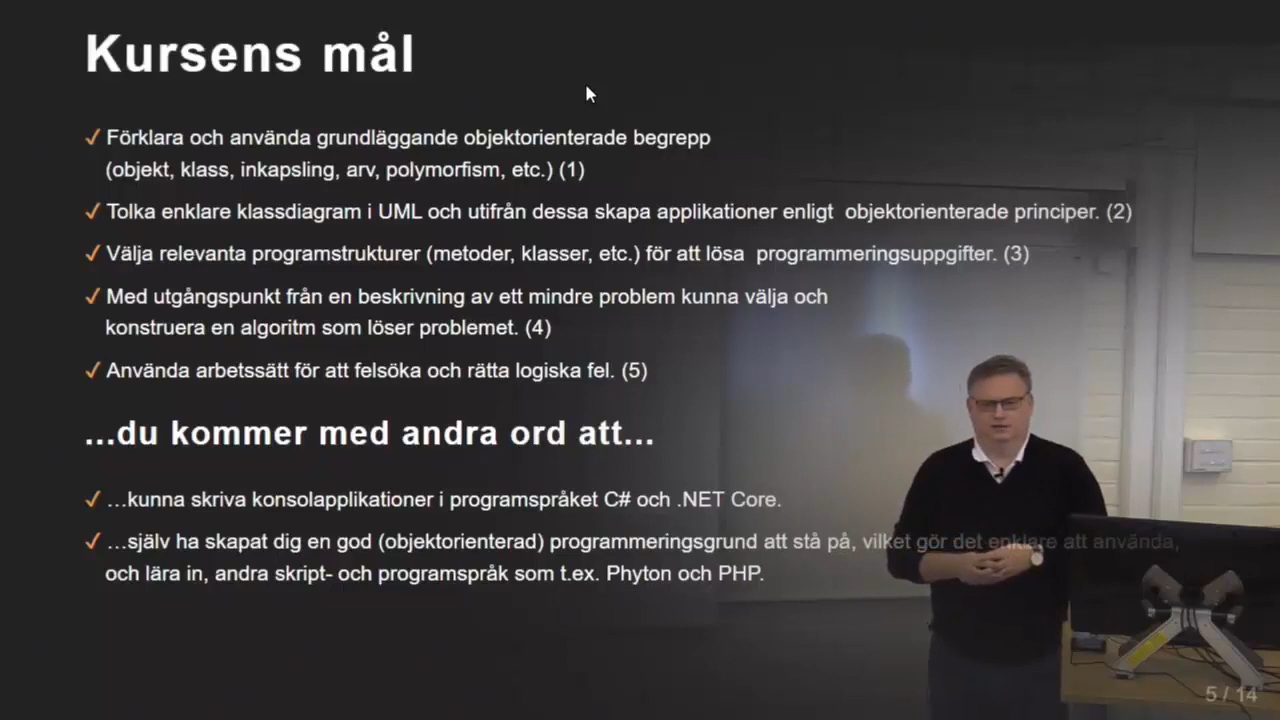 Kursens mål
✓ Förklara och använda grundläggande objektorienterade begrepp
(objekt, klass, inkapsling, arv, polymorfism, etc.) (1)
✓ Tolka enklare klassdiagram i UML och utifrån dessa skapa applikationer enligt objektorienterade principer. (2)
✓ Välja relevanta programstrukturer (metoder, klasser, etc.) för att lösa programmeringsuppgifter. (3)
✓ Med utgångspunkt från en beskrivning av ett mindre problem kunna välja och
konstruera en algoritm som löser problemet. (4)
✓ Använda arbetssätt för att felsöka och rätta logiska fel. (5)
...du kommer med andra ord att...
✓ …kunna skriva konsolapplikationer i programspråket C# och .NET Core.
✓ …själv ha skapat dig en god (objektorienterad) programmeringsgrund att stå på, vilket gör det enklare att använda,
och lära in, andra skript- och programspråk som t.ex. Phyton och PHP.
5 / 14